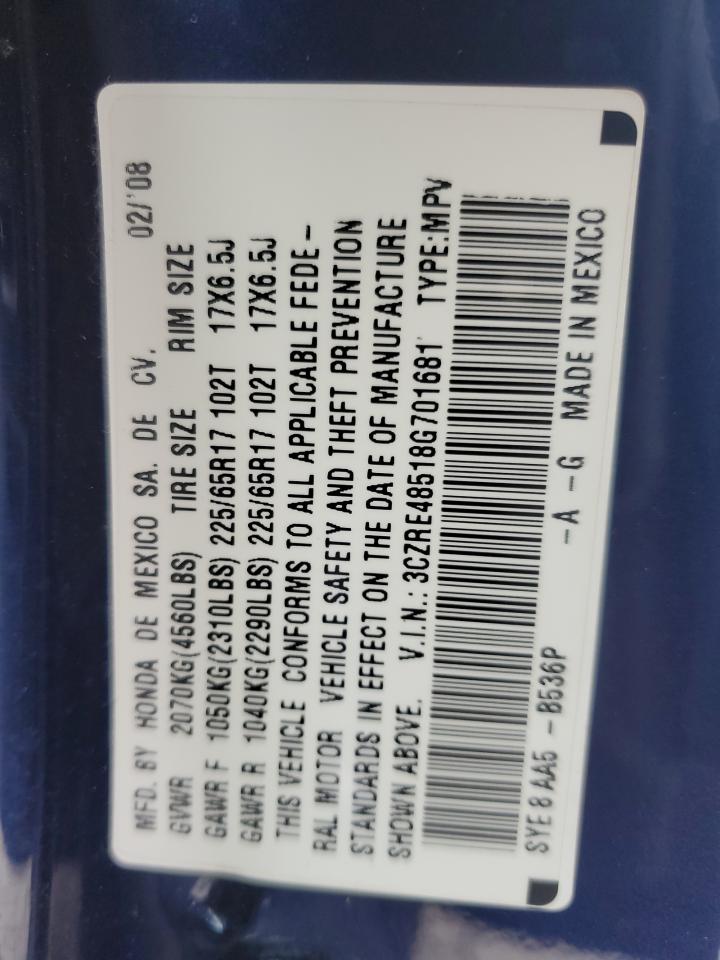 MFD. BY HONDA DE MEXICO SA. DE CV. 02/'08
GVWR 2070KG(4560LBS) TIRE SIZE RIM SIZE
GAWR F 1050KG(2310LBS) 225/65R17 102T 17X6.5J
GAWR R 1040KG(2290LBS) 225/65R17 102T 17X6.5J
THIS VEHICLE CONFORMS TO ALL APPLICABLE FEDE-
RAL MOTOR VEHICLE SAFETY AND THEFT PREVENTION
STANDARDS IN EFFECT ON THE DATE OF MANUFACTURE
SHOWN ABOVE. V.I.N.: 3CZRE48518G701681 TYPE:MPV
SYE8 AA5 -B536P -A -G MADE IN MEXICO